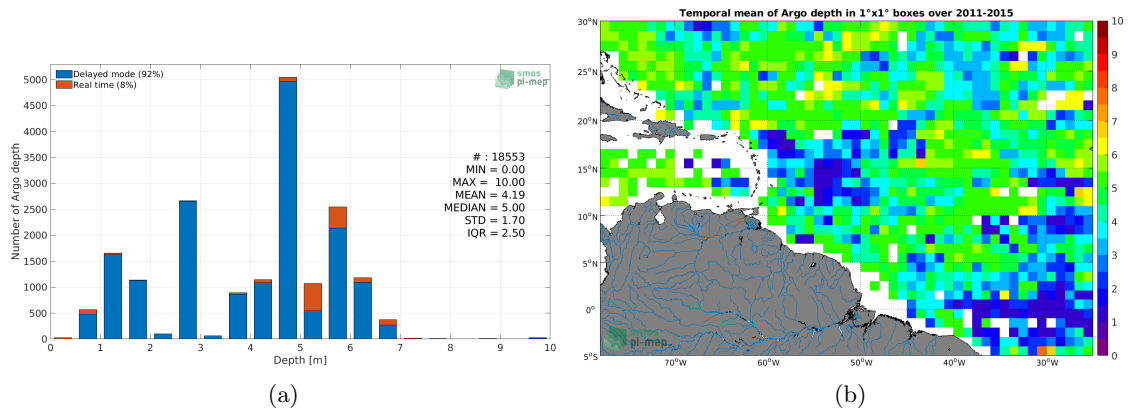 Delayed mode (92%)
Real time (8%)
smos
pi-mep
5000
4500
4000
3500
3000
2500
2000
1500
1000
500
0
Number of Argo depth
# : 18553
MIN = 0.00
MAX = 10.00
MEAN = 4.19
MEDIAN = 5.00
STD = 1.70
IQR = 2.50
0 1 2 3 4 5 6 7 8 9 10
Depth [m]
(a)
Temporal mean of Argo depth in 1°x1° boxes over 2011-2015
30°N
25°N
20°N
15°N
10°N
5°N
0°
5°S
70°W 60°W 50°W 40°W 30°W
smos
pi-mep
10
9
8
7
6
5
4
3
2
1
0
(b)